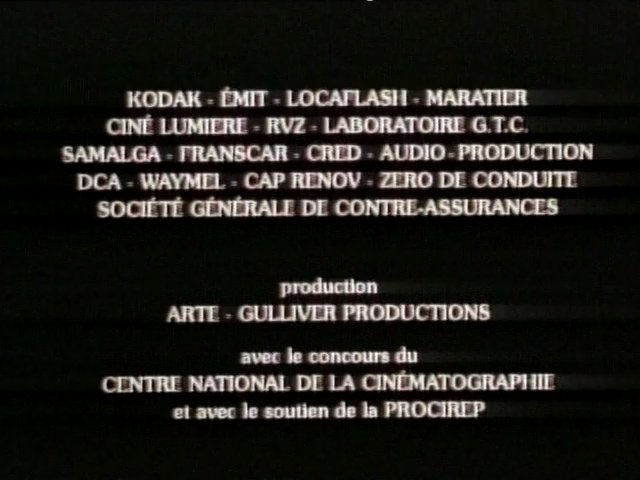 KODAK - ÉMIT - LOCAFLASH - MARATIER
CINÉ LUMIERE - RVZ - LABORATOIRE G.T.C.
SAMALGA - FRANSCAR - CRED - AUDIO-PRODUCTION
DCA - WAYMEL - CAP RENOV - ZERO DE CONDUITE
SOCIÉTÉ GÉNÉRALE DE CONTRE-ASSURANCES
production
ARTE - GULLIVER PRODUCTIONS
avec le concours du
CENTRE NATIONAL DE LA CINÉMATOGRAPHIE
et avec le soutien de la PROCIREP